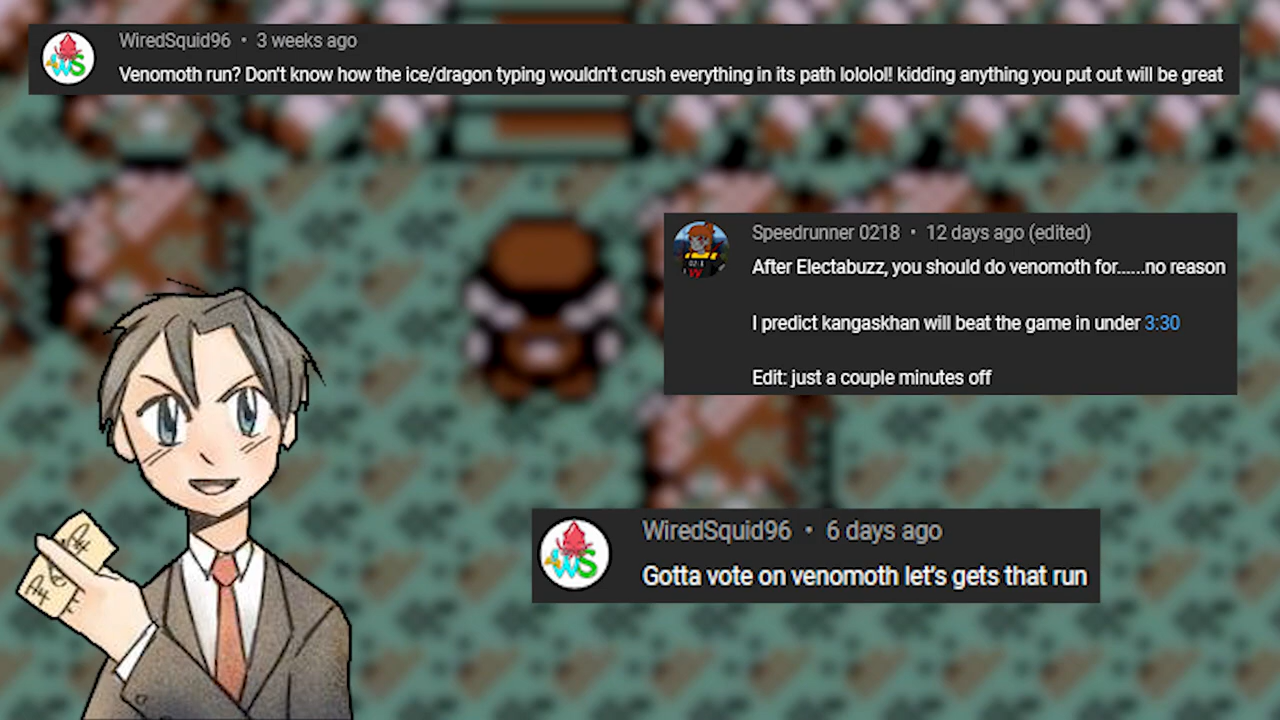 WiredSquid96 • 3 weeks ago
Venomoth run? Don't know how the ice/dragon typing wouldn't crush everything in its path lololol! kidding anything you put out will be great
Speedrunner 0218 • 12 days ago (edited)
After Electabuzz, you should do venomoth for......no reason
I predict kangaskhan will beat the game in under 3:30
Edit: just a couple minutes off
WiredSquid96 • 6 days ago
Gotta vote on venomoth let's gets that run